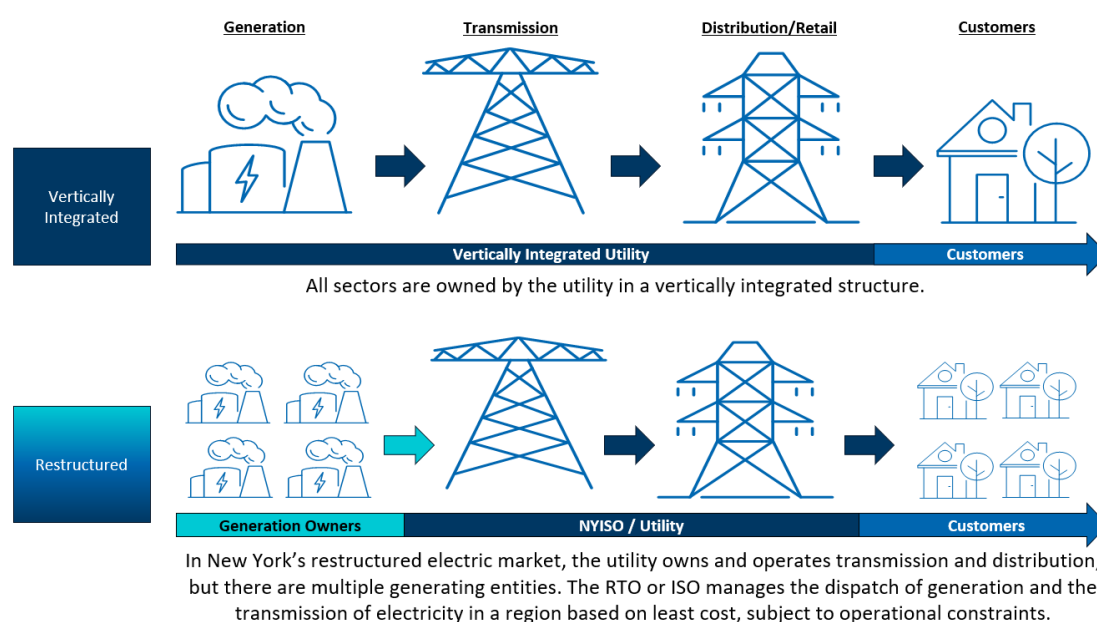 Generation
Transmission
Distribution/Retail
Customers
Vertically
Integrated
Vertically Integrated Utility
Customers
All sectors are owned by the utility in a vertically integrated structure.
Restructured
Generation Owners
NYISO / Utility
Customers
In New York's restructured electric market, the utility owns and operates transmission and distribution,
but there are multiple generating entities. The RTO or ISO manages the dispatch of generation and the
transmission of electricity in a region based on least cost, subject to operational constraints.